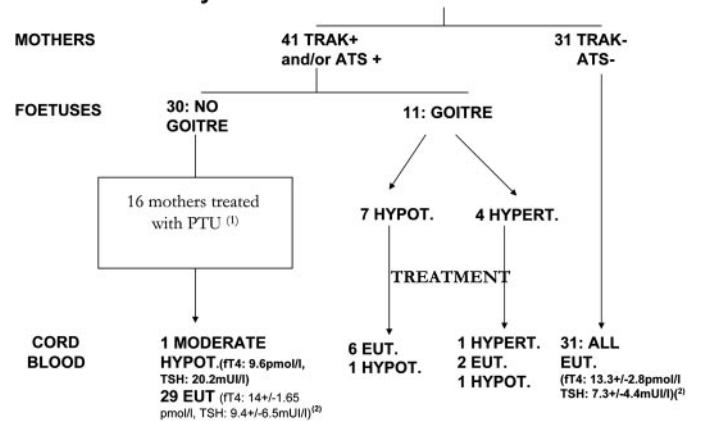 MOTHERS
41 TRAK+
and/or ATS +
31 TRAK-
ATS-
FOETUSES
30: NO
GOITRE
11: GOITRE
16 mothers treated
with PTU (1)
7 HYPOT.
4 HYPERT.
TREATMENT
CORD
BLOOD
1 MODERATE
HYPOT.(fT4: 9.6pmol/l,
TSH: 20.2mUI/l)
29 EUT (fT4: 14+/-1.65
pmol/l, TSH: 9.4+/-6.5mUI/l)(2)
6 EUT.
1 HYPOT.
1 HYPERT.
2 EUT.
1 HYPOT.
31: ALL
EUT.
(fT4: 13.3+/-2.8pmol/l
TSH: 7.3+/-4.4mUI/l)(2)